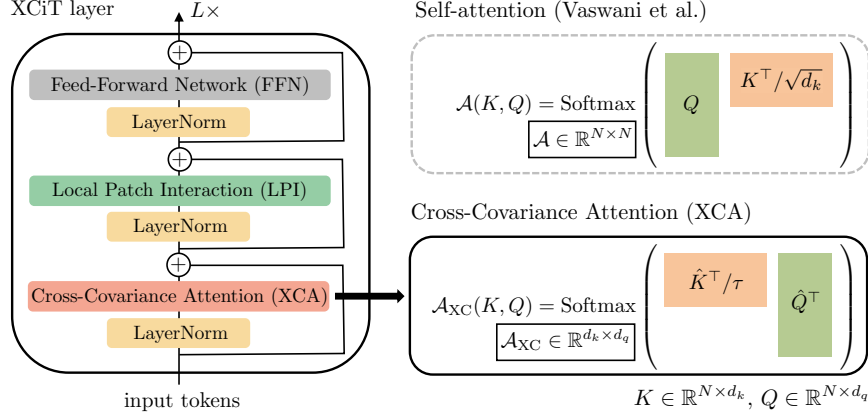 XCiT layer
L×
Feed-Forward Network (FFN)
LayerNorm
Local Patch Interaction (LPI)
LayerNorm
Cross-Covariance Attention (XCA)
LayerNorm
input tokens
Self-attention (Vaswani et al.)
𝒜(K, Q) = Softmax ( Q K^⊤/√d_k )
𝒜 ∈ ℝ^{N×N}
Cross-Covariance Attention (XCA)
𝒜_XC(K, Q) = Softmax ( K̂^⊤/τ Q̂^⊤ )
𝒜_XC ∈ ℝ^{d_k×d_q}
K ∈ ℝ^{N×d_k}, Q ∈ ℝ^{N×d_q}